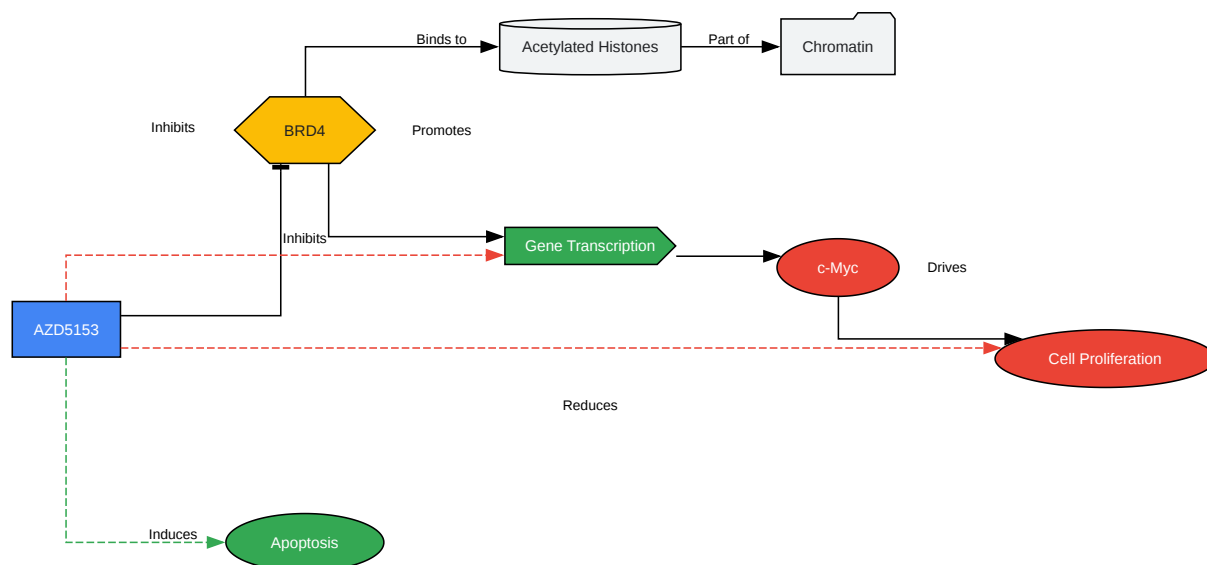 Binds to
Acetylated Histones
Part of
Chromatin
Inhibits
BRD4
Promotes
Inhibits
Gene Transcription
c-Myc
Drives
AZD5153
Cell Proliferation
Reduces
Induces
Apoptosis